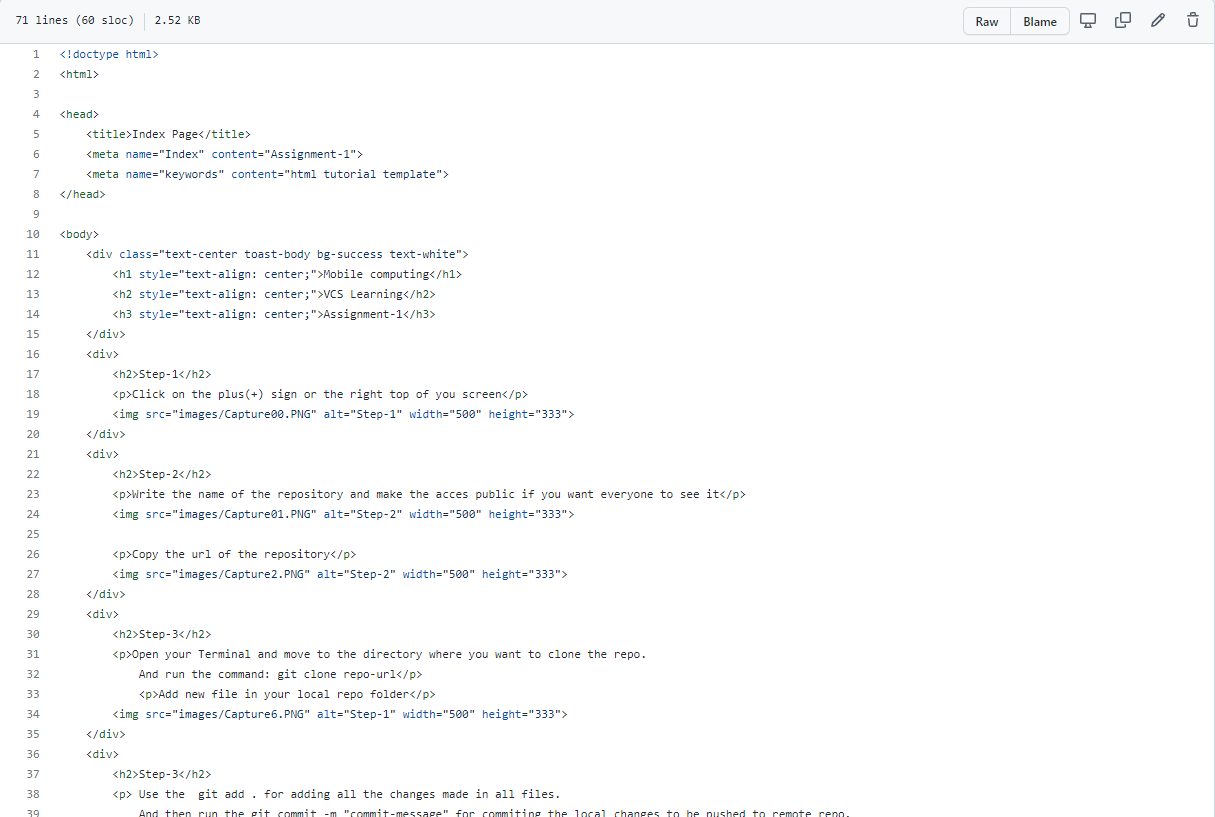 71 lines (60 sloc) 2.52 KB Raw Blame
1 <!doctype html>
2 <html>
3
4 <head>
5 <title>Index Page</title>
6 <meta name="Index" content="Assignment-1">
7 <meta name="keywords" content="html tutorial template">
8 </head>
9
10 <body>
11 <div class="text-center toast-body bg-success text-white">
12 <h1 style="text-align: center;">Mobile computing</h1>
13 <h2 style="text-align: center;">VCS Learning</h2>
14 <h3 style="text-align: center;">Assignment-1</h3>
15 </div>
16 <div>
17 <h2>Step-1</h2>
18 <p>Click on the plus(+) sign or the right top of you screen</p>
19 <img src="images/Capture00.PNG" alt="Step-1" width="500" height="333">
20 </div>
21 <div>
22 <h2>Step-2</h2>
23 <p>Write the name of the repository and make the acces public if you want everyone to see it</p>
24 <img src="images/Capture01.PNG" alt="Step-2" width="500" height="333">
25
26 <p>Copy the url of the repository</p>
27 <img src="images/Capture2.PNG" alt="Step-2" width="500" height="333">
28 </div>
29 <div>
30 <h2>Step-3</h2>
31 <p>Open your Terminal and move to the directory where you want to clone the repo.
32 And run the command: git clone repo-url</p>
33 <p>Add new file in your local repo folder</p>
34 <img src="images/Capture6.PNG" alt="Step-1" width="500" height="333">
35 </div>
36 <div>
37 <h2>Step-3</h2>
38 <p> Use the  git add . for adding all the changes made in all files.
39 And then run the git commit -m "commit-message" for commiting the local changes to be pushed to remote repo.